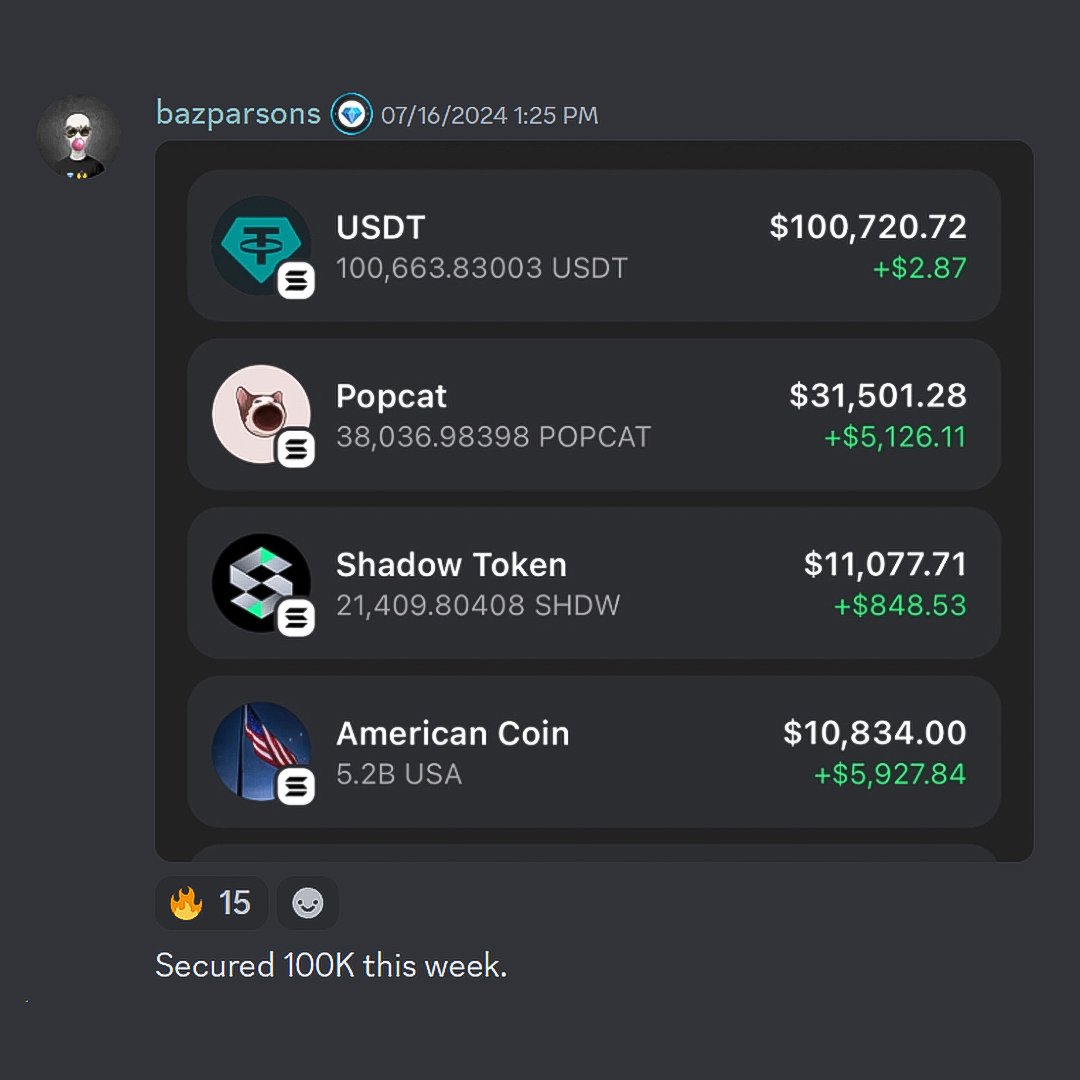 bazparsons 07/16/2024 1:25 PM
USDT $100,720.72
100,663.83003 USDT +$2.87
Popcat $31,501.28
38,036.98398 POPCAT +$5,126.11
Shadow Token $11,077.71
21,409.80408 SHDW +$848.53
American Coin $10,834.00
5.2B USA +$5,927.84
15
Secured 100K this week.